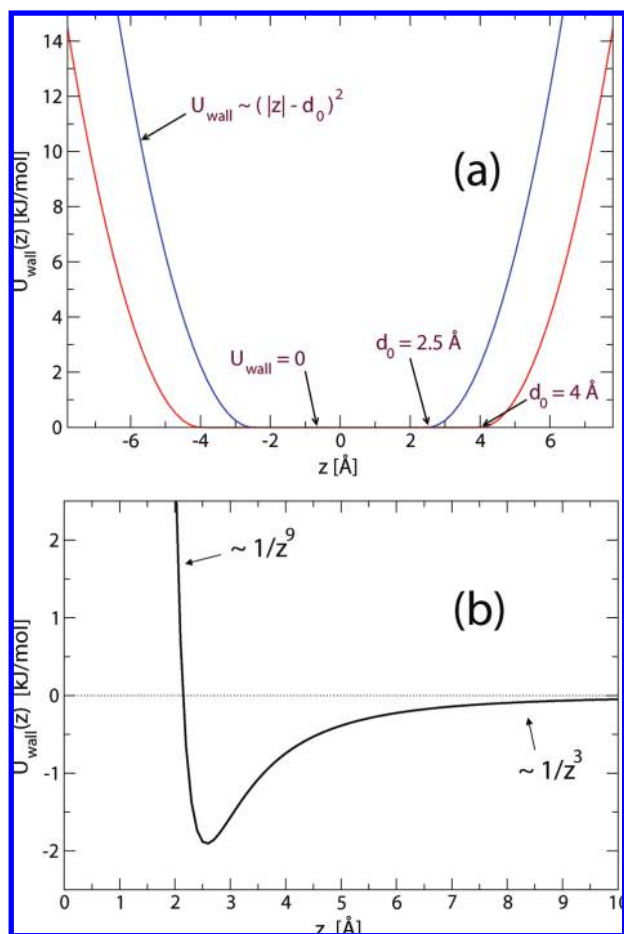 14
12
10
8
6
4
2
0
U_wall(z) [kJ/mol]
U_wall ~ ( |z| - d_0 )^2
(a)
U_wall = 0
d_0 = 2.5 Å
d_0 = 4 Å
-6 -4 -2 0 2 4 6
z [Å]
2
1
0
-1
-2
U_wall(z) [kJ/mol]
~ 1/z^9
(b)
~ 1/z^3
0 1 2 3 4 5 6 7 8 9 10
z [Å]